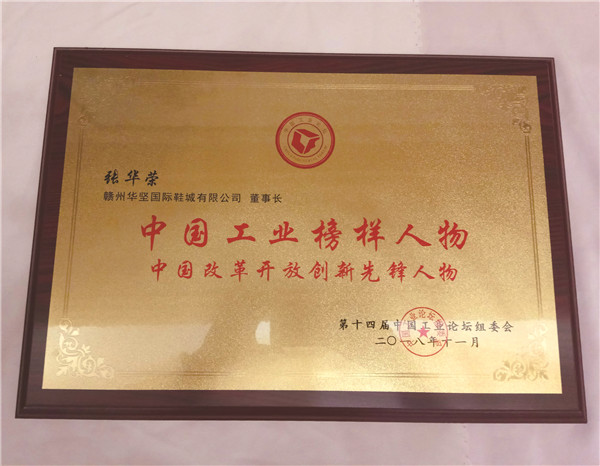 张华荣
赣州华坚国际鞋城有限公司 董事长
中国工业榜样人物
中国改革开放创新先锋人物
第十四届中国工业论坛组委会
二〇一八年十一月